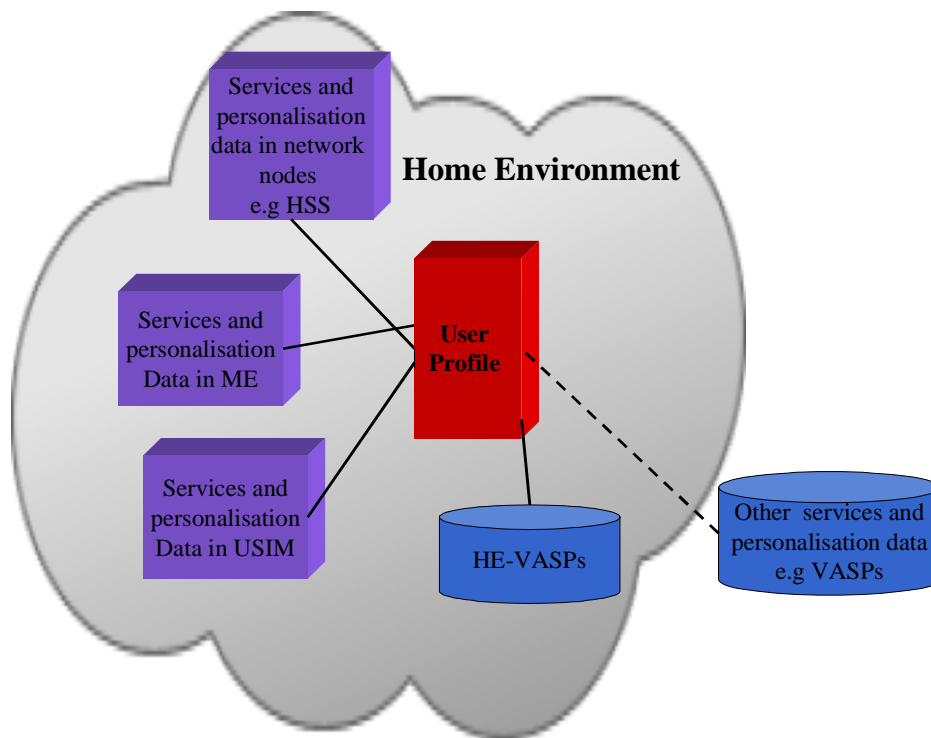 Services and
personalisation
data in network
nodes
e.g HSS
Home Environment
Services and
personalisation
Data in ME
User
Profile
Services and
personalisation
Data in USIM
HE-VASPs
Other  services and
personalisation data
e.g VASPs